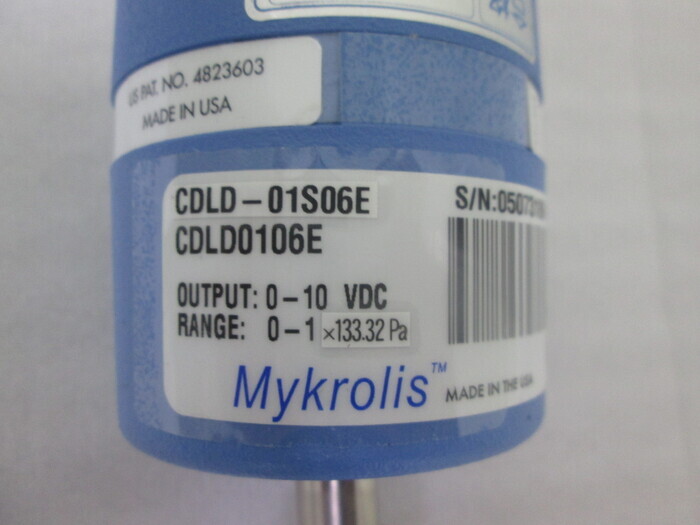 US PAT. NO. 4823603
MADE IN USA
CDLD-01S06E
CDLD0106E
S/N:05073
OUTPUT: 0-10 VDC
RANGE: 0-1 ×133.32 Pa
Mykrolis™
MADE IN THE USA